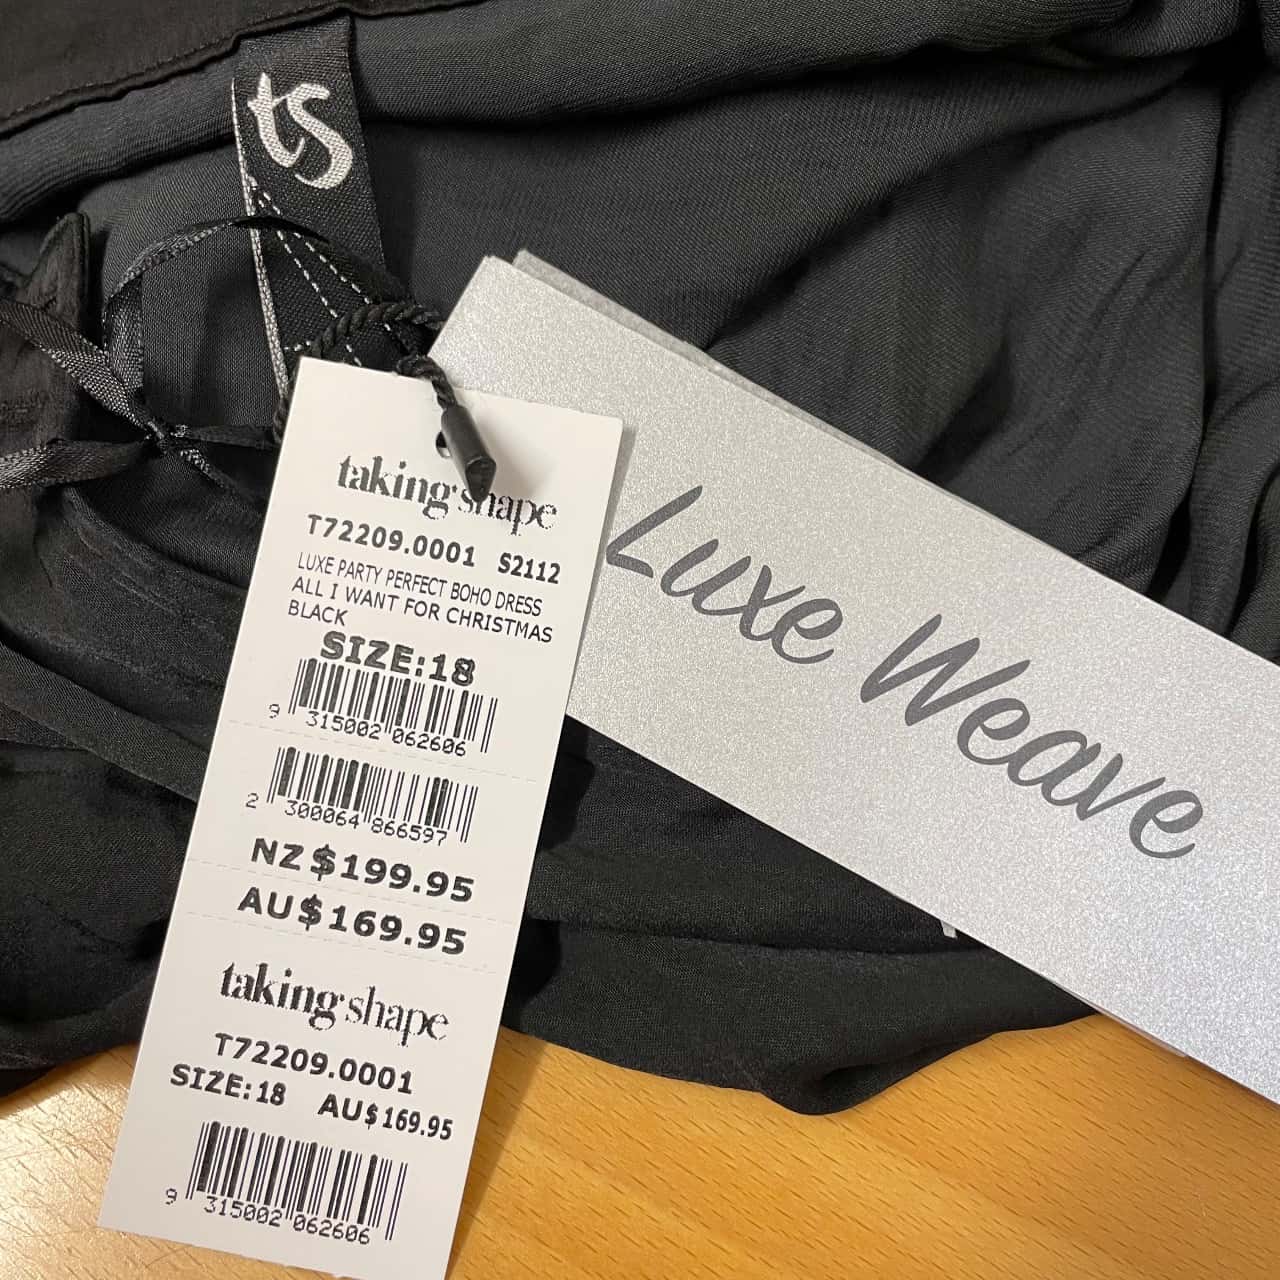 ts
taking shape
T72209.0001 S2112
LUXE PARTY PERFECT BOHO DRESS
ALL I WANT FOR CHRISTMAS
BLACK
SIZE:18
9 315002 062606
2 300064 866597
NZ $199.95
AU$169.95
taking shape
T72209.0001
SIZE:18 AU$169.95
9 315002 062606
Luxe Weave